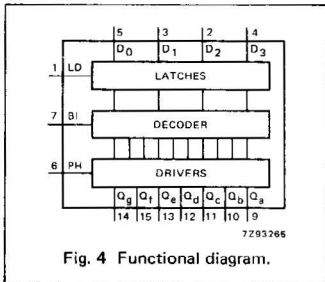 5 3 2 4
D0 D1 D2 D3
1 LD
LATCHES
7 BI
DECODER
6 PH
DRIVERS
Qg Qf Qe Qd Qc Qb Qa
14 15 13 12 11 10 9
7Z93265
Fig. 4 Functional diagram.